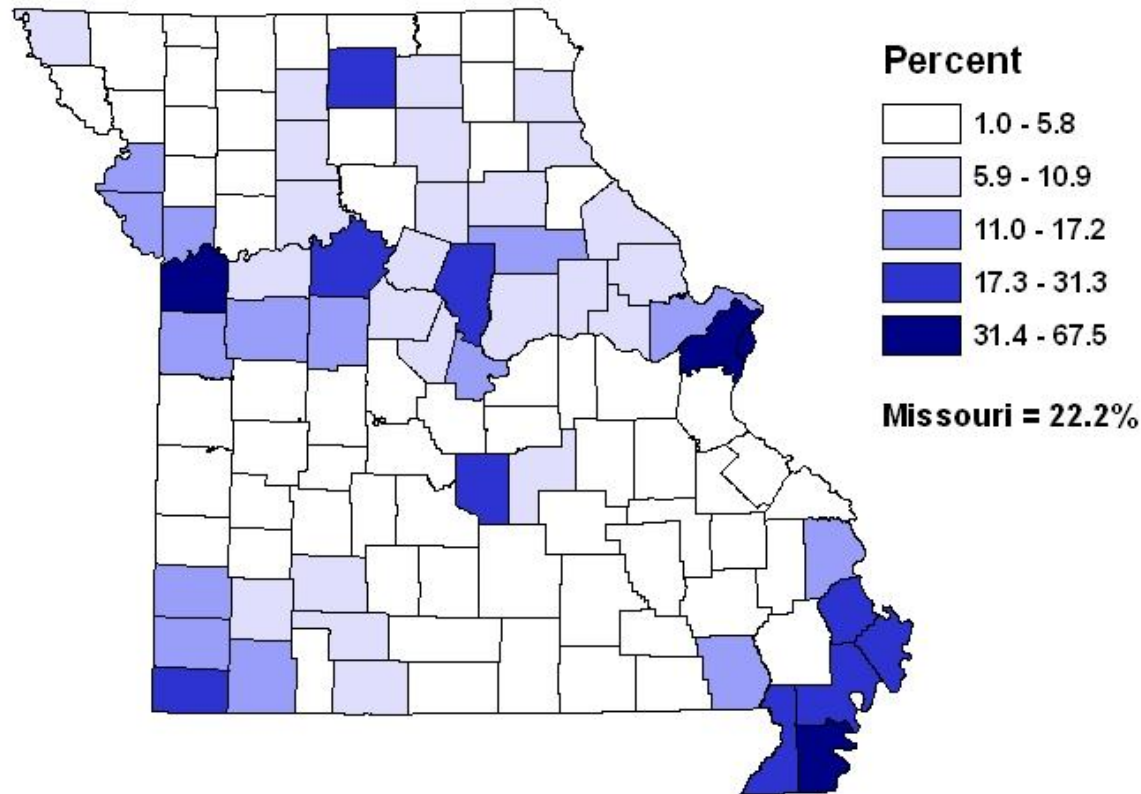 Percent
1.0 - 5.8
5.9 - 10.9
11.0 - 17.2
17.3 - 31.3
31.4 - 67.5
Missouri = 22.2%